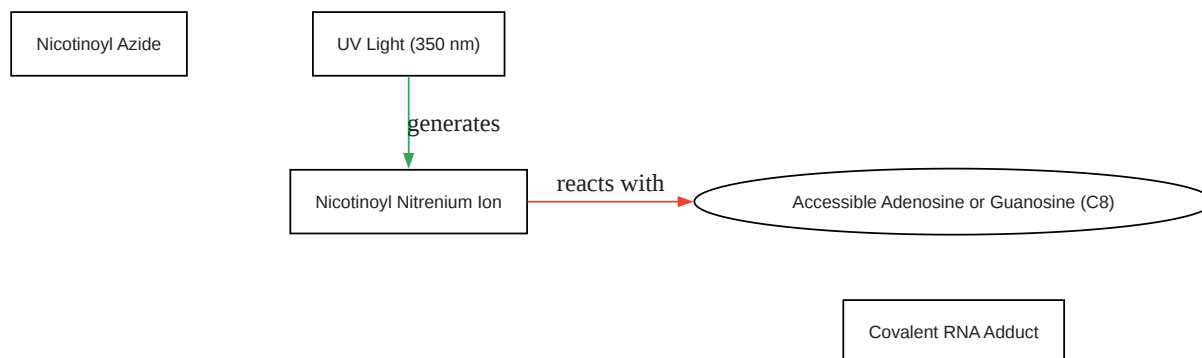 Nicotinoyl Azide
UV Light (350 nm)
generates
Nicotinoyl Nitrenium Ion
reacts with
Accessible Adenosine or Guanosine (C8)
Covalent RNA Adduct